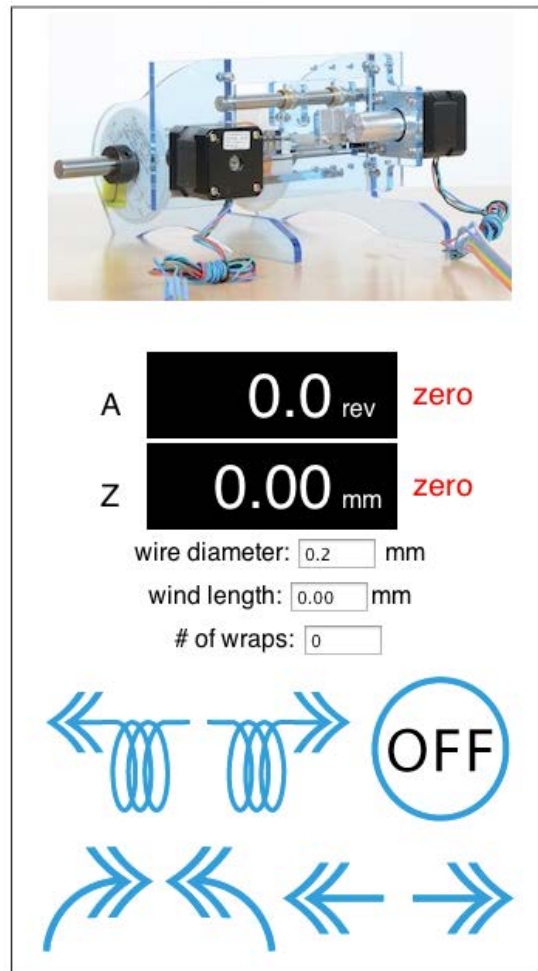 A 0.0 rev zero
Z 0.00 mm zero
wire diameter: 0.2 mm
wind length: 0.00 mm
# of wraps: 0
OFF